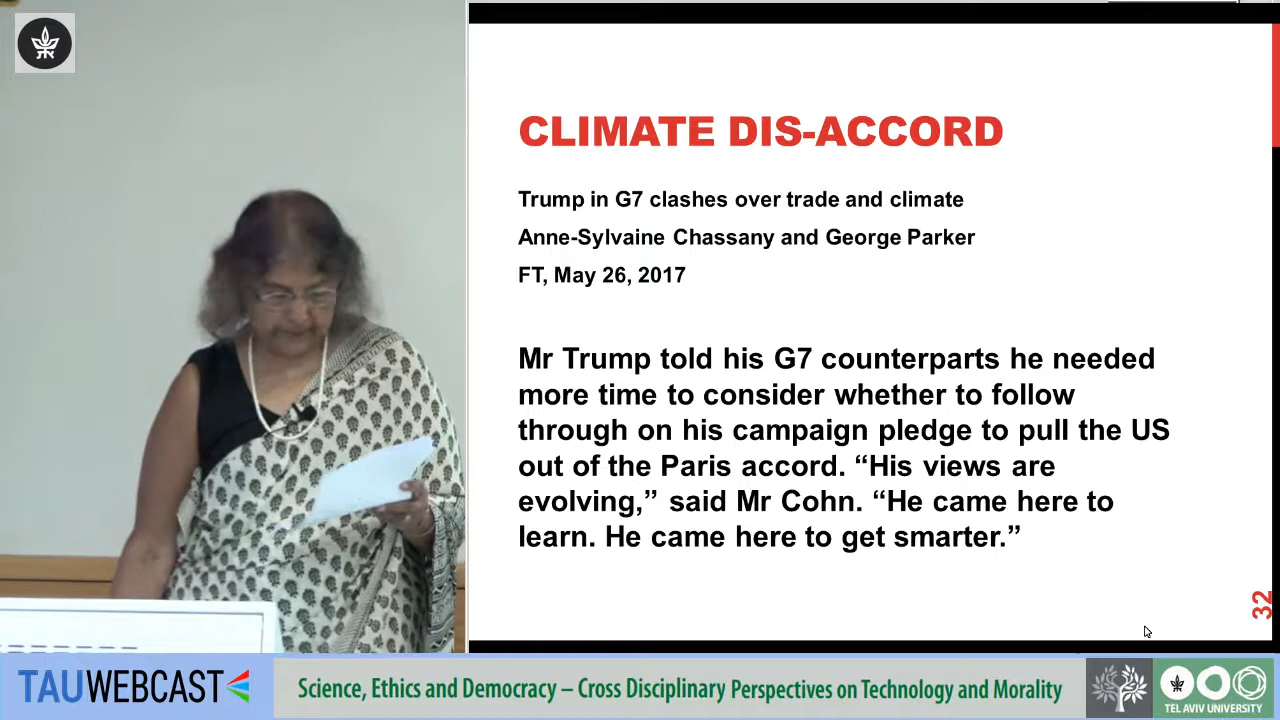 CLIMATE DIS-ACCORD
Trump in G7 clashes over trade and climate
Anne-Sylvaine Chassany and George Parker
FT, May 26, 2017
Mr Trump told his G7 counterparts he needed
more time to consider whether to follow
through on his campaign pledge to pull the US
out of the Paris accord. “His views are
evolving,” said Mr Cohn. “He came here to
learn. He came here to get smarter.”
32
TAUWEBCAST
Science, Ethics and Democracy – Cross Disciplinary Perspectives on Technology and Morality
TEL AVIV UNIVERSITY